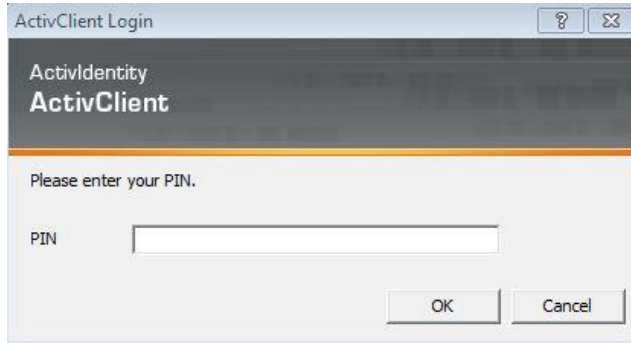 ActivClient Login
ActivIdentity
ActivClient
Please enter your PIN.
PIN
OK Cancel